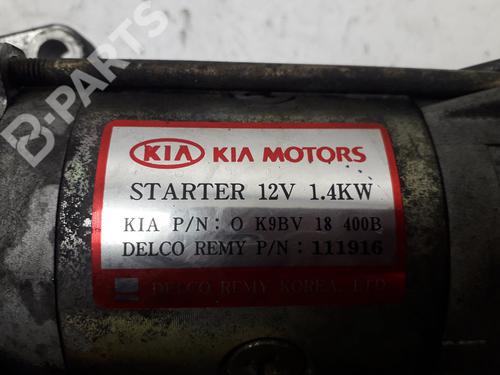 B-PARTS
KIA KIA MOTORS
STARTER 12V 1.4KW
KIA P/N: O K9BV 18 400B
DELCO REMY P/N: 111916
DELCO REMY KOREA. LTD